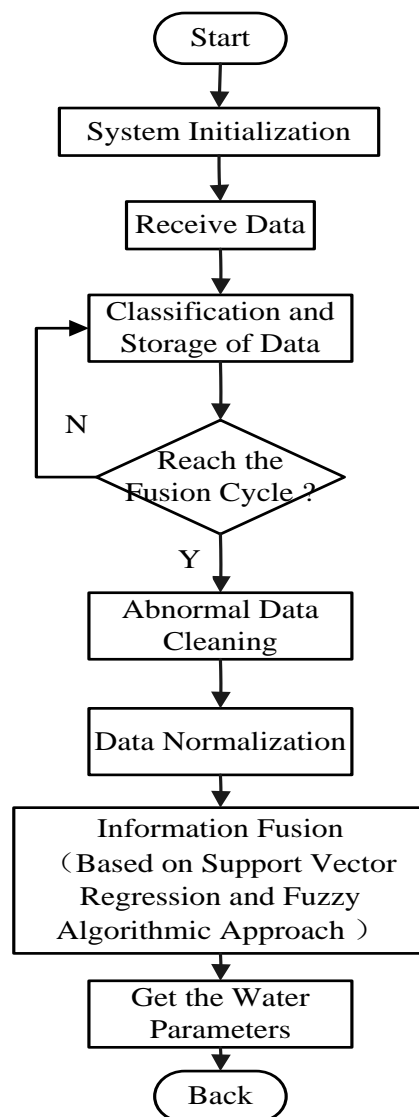 Start
System Initialization
Receive Data
Classification and
Storage of Data
N
Reach the
Fusion Cycle ?
Y
Abnormal Data
Cleaning
Data Normalization
Information Fusion
（Based on Support Vector
Regression and Fuzzy
Algorithmic Approach ）
Get the Water
Parameters
Back